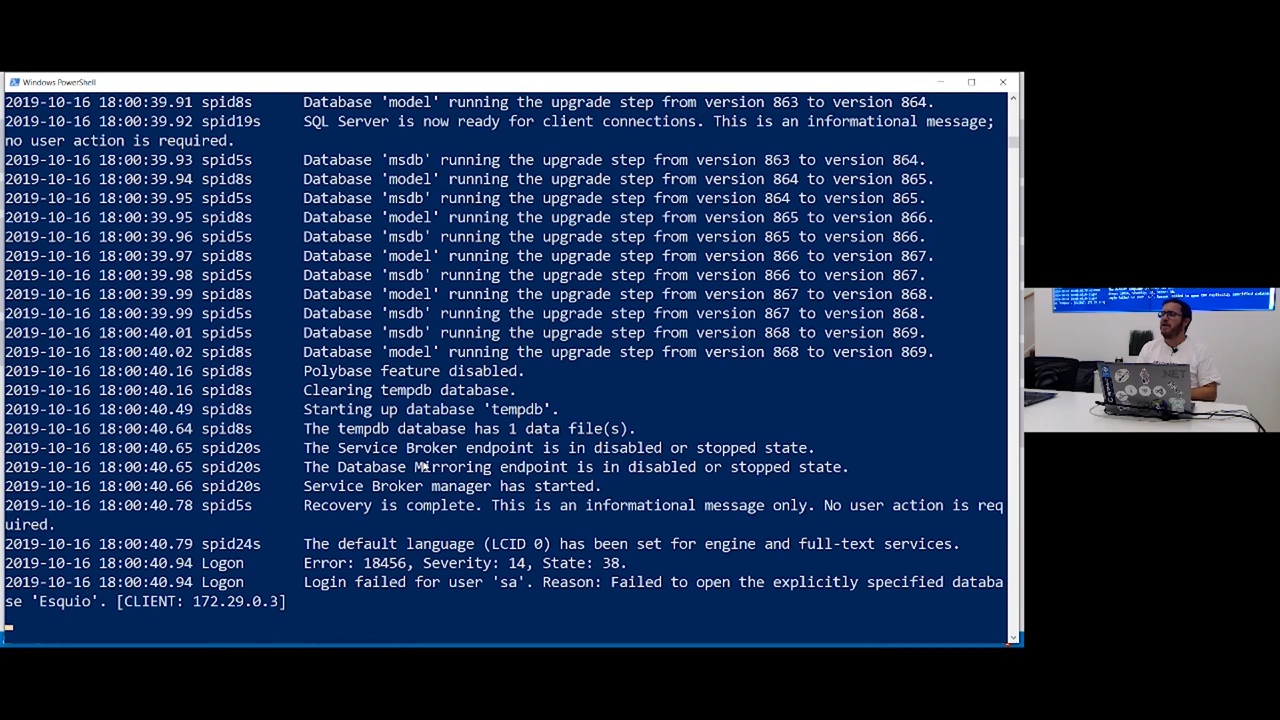 Windows PowerShell
2019-10-16 18:00:39.91 spid8s Database 'model' running the upgrade step from version 863 to version 864.
2019-10-16 18:00:39.92 spid19s SQL Server is now ready for client connections. This is an informational message;
no user action is required.
2019-10-16 18:00:39.93 spid5s Database 'msdb' running the upgrade step from version 863 to version 864.
2019-10-16 18:00:39.94 spid8s Database 'model' running the upgrade step from version 864 to version 865.
2019-10-16 18:00:39.95 spid5s Database 'msdb' running the upgrade step from version 864 to version 865.
2019-10-16 18:00:39.95 spid8s Database 'model' running the upgrade step from version 865 to version 866.
2019-10-16 18:00:39.96 spid5s Database 'msdb' running the upgrade step from version 865 to version 866.
2019-10-16 18:00:39.97 spid8s Database 'model' running the upgrade step from version 866 to version 867.
2019-10-16 18:00:39.98 spid5s Database 'msdb' running the upgrade step from version 866 to version 867.
2019-10-16 18:00:39.99 spid8s Database 'model' running the upgrade step from version 867 to version 868.
2019-10-16 18:00:39.99 spid5s Database 'msdb' running the upgrade step from version 867 to version 868.
2019-10-16 18:00:40.01 spid5s Database 'msdb' running the upgrade step from version 868 to version 869.
2019-10-16 18:00:40.02 spid8s Database 'model' running the upgrade step from version 868 to version 869.
2019-10-16 18:00:40.16 spid8s Polybase feature disabled.
2019-10-16 18:00:40.16 spid8s Clearing tempdb database.
2019-10-16 18:00:40.49 spid8s Starting up database 'tempdb'.
2019-10-16 18:00:40.64 spid8s The tempdb database has 1 data file(s).
2019-10-16 18:00:40.65 spid20s The Service Broker endpoint is in disabled or stopped state.
2019-10-16 18:00:40.65 spid20s The Database Mirroring endpoint is in disabled or stopped state.
2019-10-16 18:00:40.66 spid20s Service Broker manager has started.
2019-10-16 18:00:40.78 spid5s Recovery is complete. This is an informational message only. No user action is req
uired.
2019-10-16 18:00:40.79 spid24s The default language (LCID 0) has been set for engine and full-text services.
2019-10-16 18:00:40.94 Logon Error: 18456, Severity: 14, State: 38.
2019-10-16 18:00:40.94 Logon Login failed for user 'sa'. Reason: Failed to open the explicitly specified databa
se 'Esquio'. [CLIENT: 172.29.0.3]
.NET